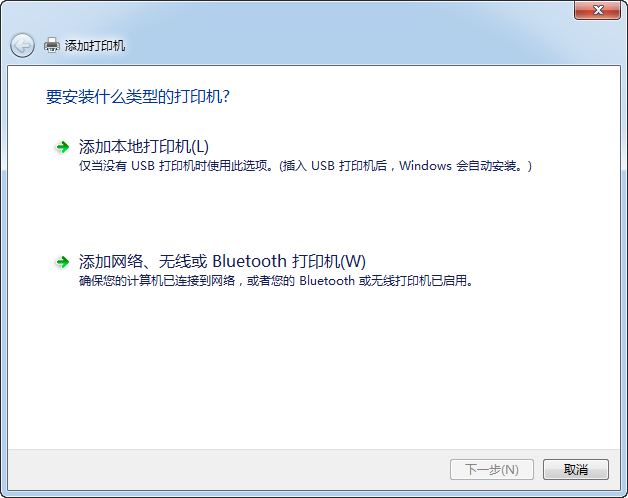 添加打印机
要安装什么类型的打印机?
添加本地打印机(L)
仅当没有 USB 打印机时使用此选项。(插入 USB 打印机后，Windows 会自动安装。)
添加网络、无线或 Bluetooth 打印机(W)
确保您的计算机已连接到网络，或者您的 Bluetooth 或无线打印机已启用。
下一步(N)
取消